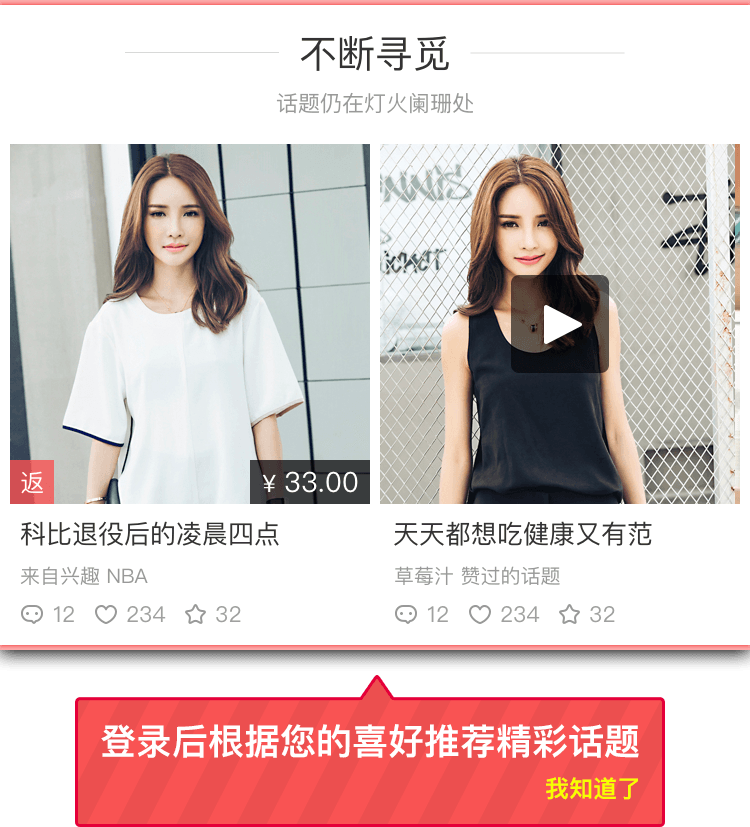 不断寻觅
话题仍在灯火阑珊处
返
¥ 33.00
科比退役后的凌晨四点
来自兴趣 NBA
12 234 32
天天都想吃健康又有范
草莓汁 赞过的话题
12 234 32
登录后根据您的喜好推荐精彩话题
我知道了